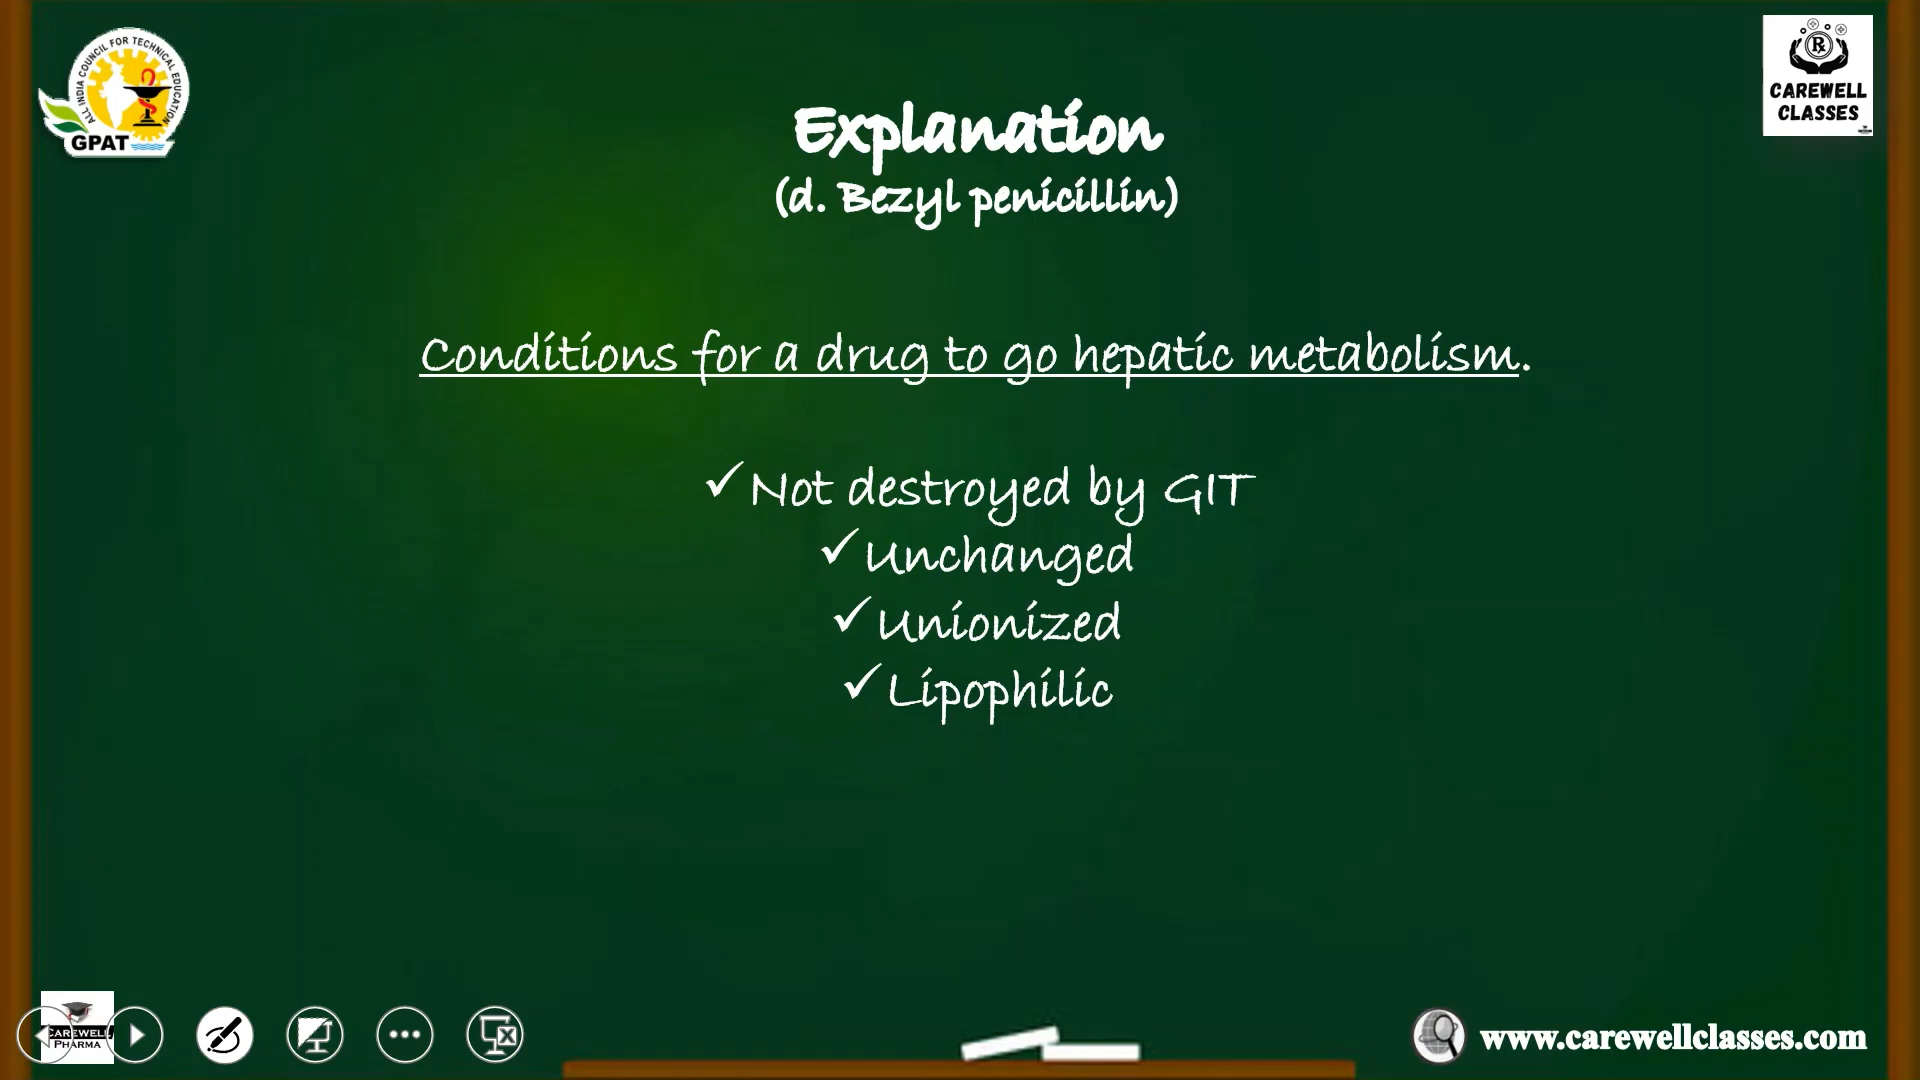 ALL INDIA COUNCIL FOR TECHNICAL EDUCATION
GPAT
CAREWELL
CLASSES
Explanation
(d. Bezyl penicillin)
Conditions for a drug to go hepatic metabolism.
✓Not destroyed by GIT
✓Unchanged
✓Unionized
✓Lipophilic
CAREWELL
PHARMA
www.carewellclasses.com